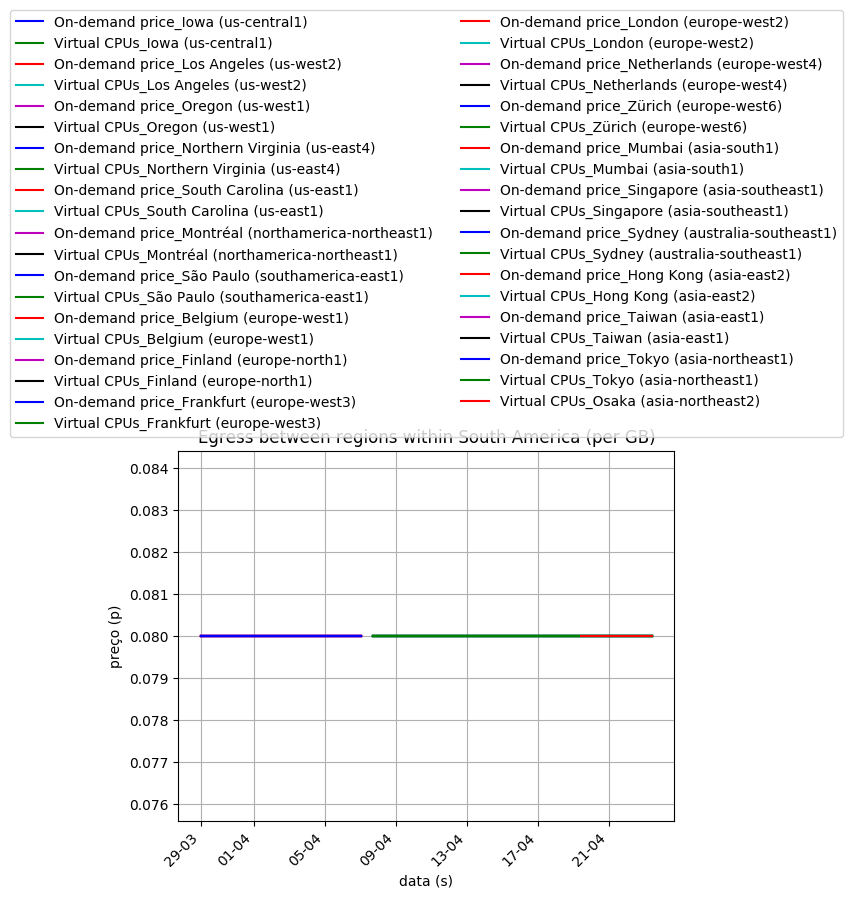 On-demand price_Iowa (us-central1)
Virtual CPUs_Iowa (us-central1)
On-demand price_Los Angeles (us-west2)
Virtual CPUs_Los Angeles (us-west2)
On-demand price_Oregon (us-west1)
Virtual CPUs_Oregon (us-west1)
On-demand price_Northern Virginia (us-east4)
Virtual CPUs_Northern Virginia (us-east4)
On-demand price_South Carolina (us-east1)
Virtual CPUs_South Carolina (us-east1)
On-demand price_Montréal (northamerica-northeast1)
Virtual CPUs_Montréal (northamerica-northeast1)
On-demand price_São Paulo (southamerica-east1)
Virtual CPUs_São Paulo (southamerica-east1)
On-demand price_Belgium (europe-west1)
Virtual CPUs_Belgium (europe-west1)
On-demand price_Finland (europe-north1)
Virtual CPUs_Finland (europe-north1)
On-demand price_Frankfurt (europe-west3)
Virtual CPUs_Frankfurt (europe-west3)
On-demand price_London (europe-west2)
Virtual CPUs_London (europe-west2)
On-demand price_Netherlands (europe-west4)
Virtual CPUs_Netherlands (europe-west4)
On-demand price_Zürich (europe-west6)
Virtual CPUs_Zürich (europe-west6)
On-demand price_Mumbai (asia-south1)
Virtual CPUs_Mumbai (asia-south1)
On-demand price_Singapore (asia-southeast1)
Virtual CPUs_Singapore (asia-southeast1)
On-demand price_Sydney (australia-southeast1)
Virtual CPUs_Sydney (australia-southeast1)
On-demand price_Hong Kong (asia-east2)
Virtual CPUs_Hong Kong (asia-east2)
On-demand price_Taiwan (asia-east1)
Virtual CPUs_Taiwan (asia-east1)
On-demand price_Tokyo (asia-northeast1)
Virtual CPUs_Tokyo (asia-northeast1)
Virtual CPUs_Osaka (asia-northeast2)
Egress between regions within South America (per GB)
0.084
0.083
0.082
0.081
0.080
0.079
0.078
0.077
0.076
preço (p)
29-03
01-04
05-04
09-04
13-04
17-04
21-04
data (s)